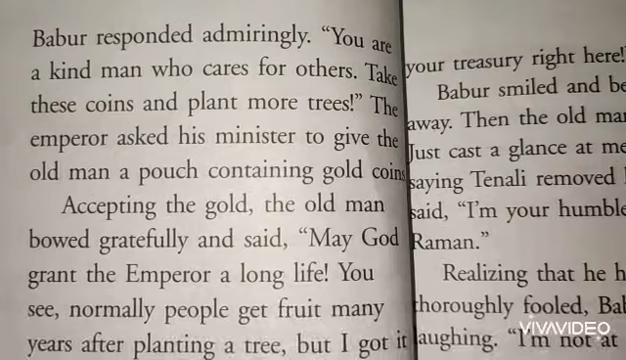 Babur responded admiringly. “You are
a kind man who cares for others. Take
these coins and plant more trees!” The
emperor asked his minister to give the
old man a pouch containing gold coins
Accepting the gold, the old man
bowed gratefully and said, “May God
grant the Emperor a long life! You
see, normally people get fruit many
years after planting a tree, but I got it
your treasury right here!
Babur smiled and
away. Then the old
Just cast a glance at me
saying Tenali removed
said, “I'm your
Raman.”
Realizing that he
thoroughly fooled,
laughing. “I'm not at
VIVAVIDEO